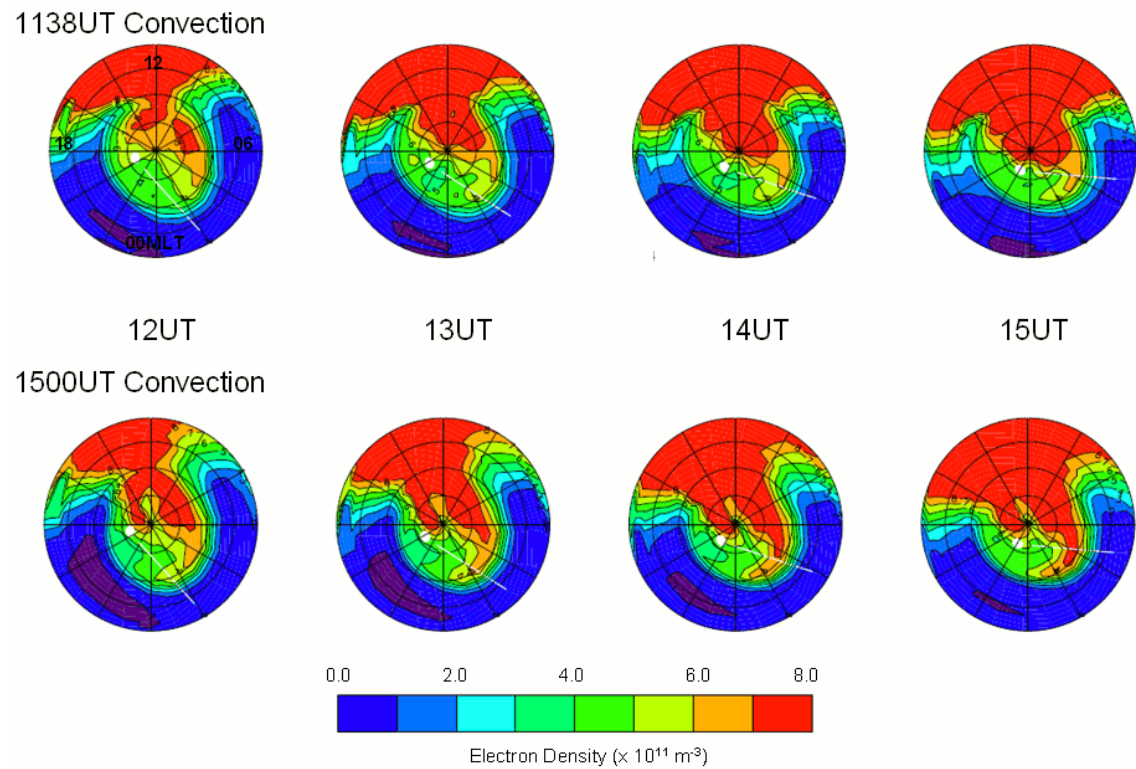 1138UT Convection
12
18
06
00MLT
12UT
13UT
14UT
15UT
1500UT Convection
0.0 2.0 4.0 6.0 8.0
Electron Density (x 10¹¹ m⁻³)